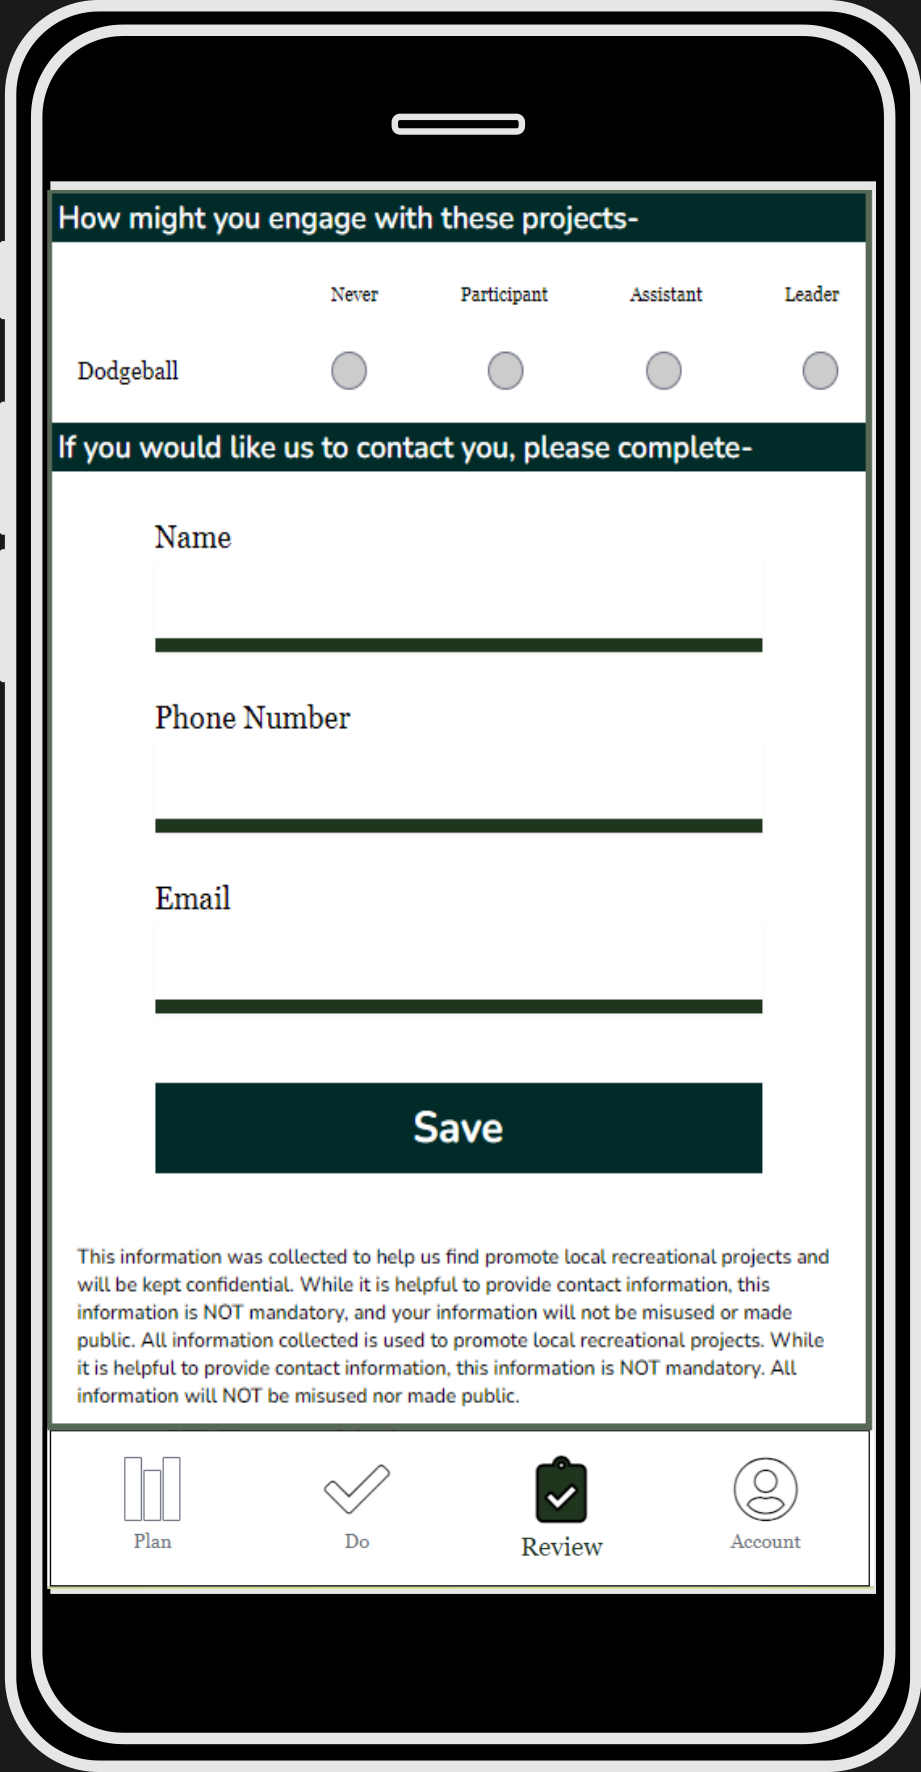 How might you engage with these projects-
Never Participant Assistant Leader
Dodgeball
If you would like us to contact you, please complete-
Name
Phone Number
Email
Save
This information was collected to help us find promote local recreational projects and
will be kept confidential. While it is helpful to provide contact information, this
information is NOT mandatory, and your information will not be misused or made
public. All information collected is used to promote local recreational projects. While
it is helpful to provide contact information, this information is NOT mandatory. All
information will NOT be misused nor made public.
Plan Do Review Account